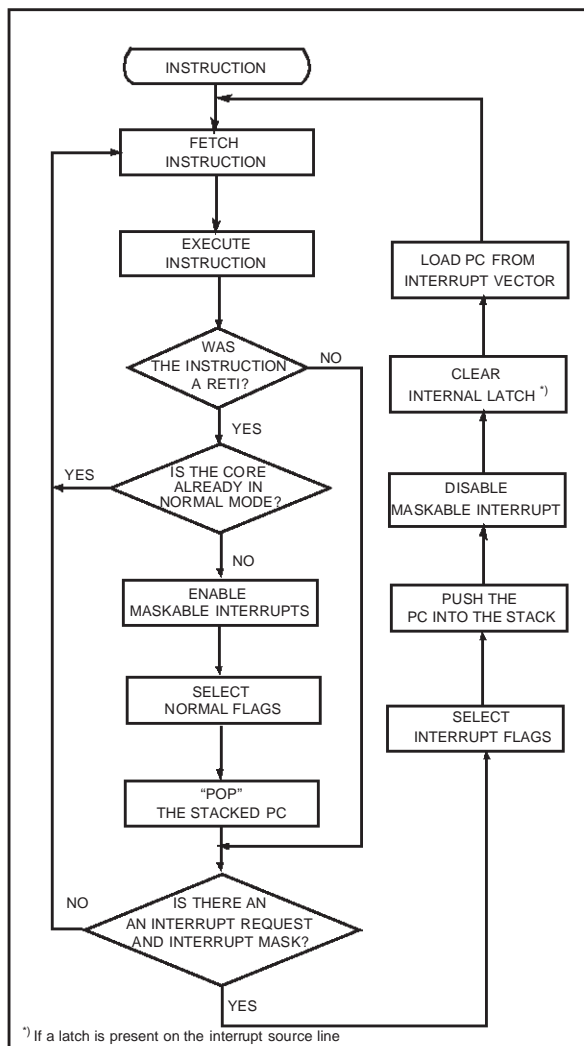 INSTRUCTION
FETCH
INSTRUCTION
EXECUTE
INSTRUCTION
WAS
THE INSTRUCTION
A RETI?
NO
YES
IS THE CORE
ALREADY IN
NORMAL MODE?
YES
NO
ENABLE
MASKABLE INTERRUPTS
SELECT
NORMAL FLAGS
“POP”
THE STACKED PC
IS THERE AN
AN INTERRUPT REQUEST
AND INTERRUPT MASK?
NO
YES
SELECT
INTERRUPT FLAGS
PUSH THE
PC INTO THE STACK
DISABLE
MASKABLE INTERRUPT
CLEAR
INTERNAL LATCH *)
LOAD PC FROM
INTERRUPT VECTOR
*) If a latch is present on the interrupt source line